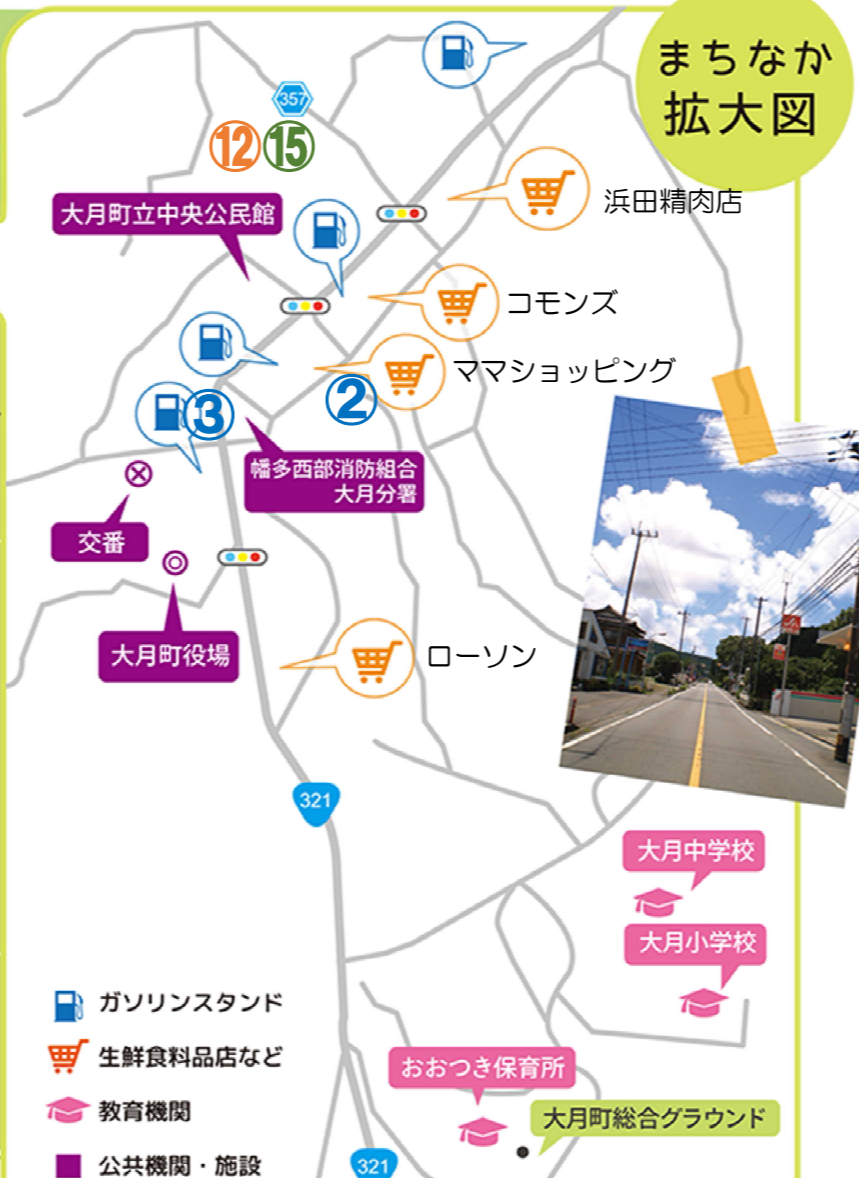 まちなか
拡大図
357
⑫⑮
浜田精肉店
大月町立中央公民館
コモンズ
ママショッピング
②
③
幡多西部消防組合
大月分署
交番
大月町役場
ローソン
321
大月中学校
大月小学校
ガソリンスタンド
生鮮食料品店など
おおつき保育所
教育機関
大月町総合グラウンド
公共機関・施設
321